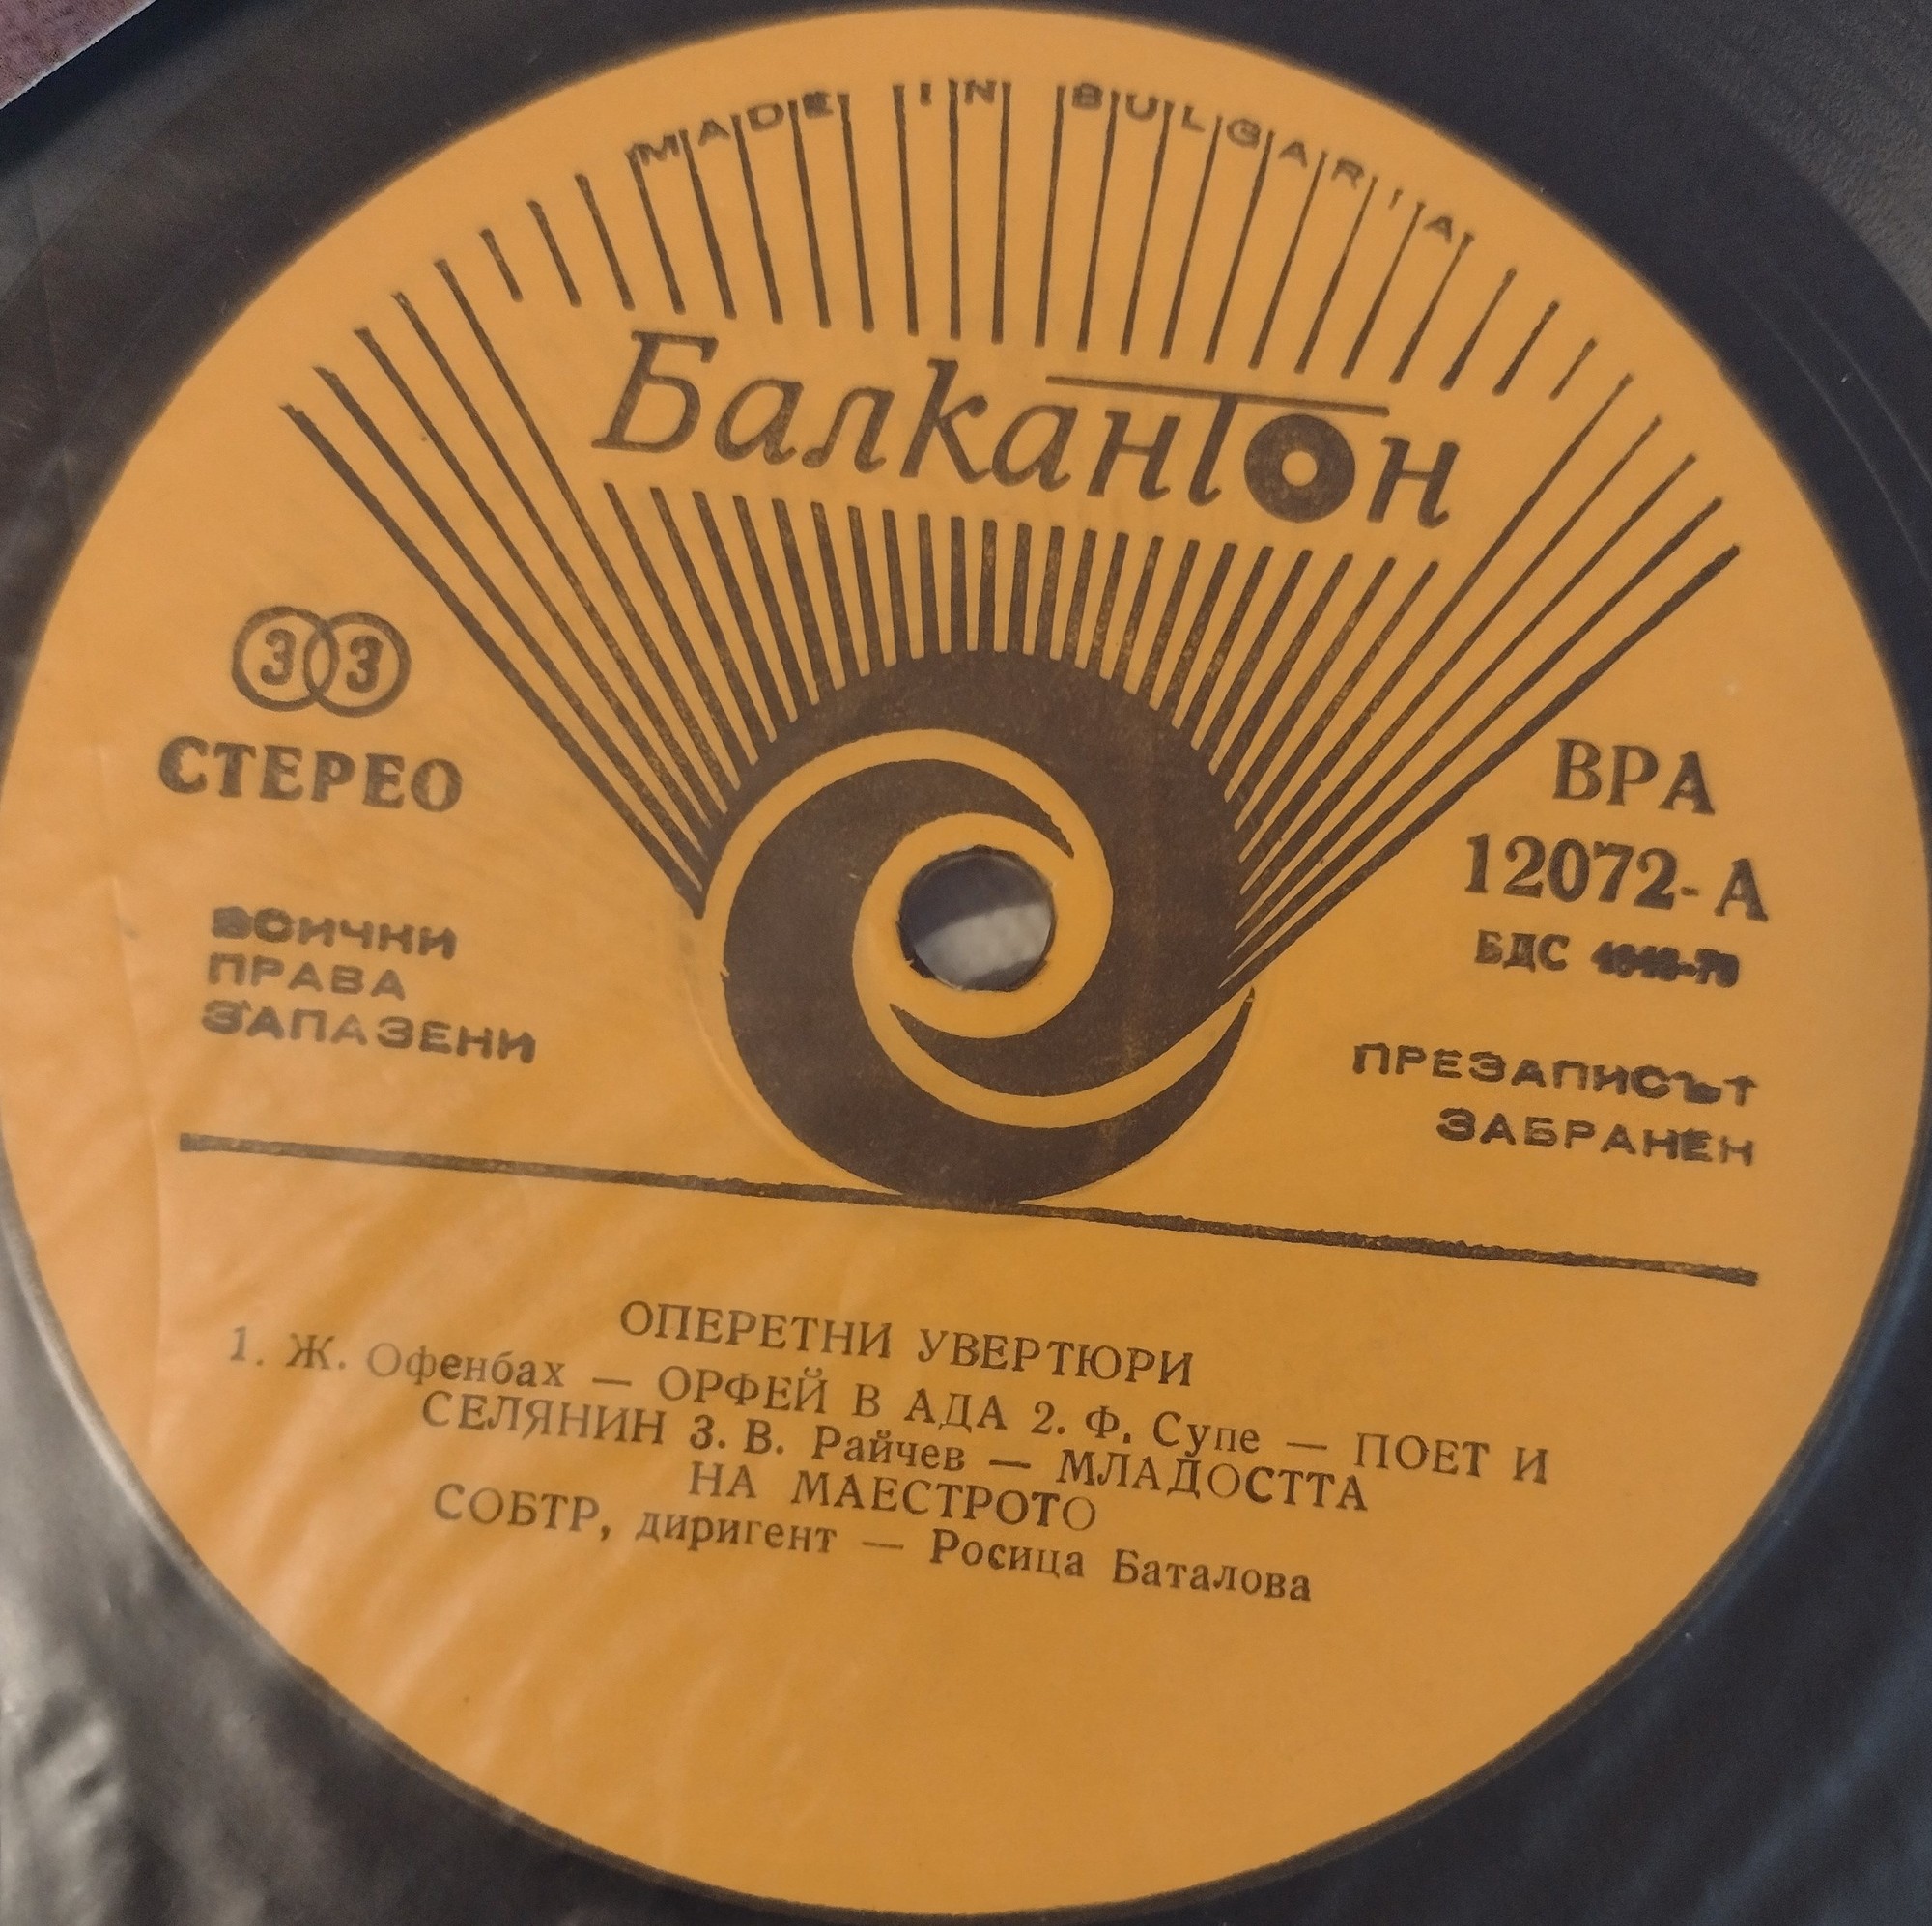 MADE IN BULGARIA
Балкантон
33
СТЕРЕО
ВРА
12072-А
БДС
ВСИЧКИ
ПРАВА
ЗАПАЗЕНИ
ПРЕЗАПИСЪТ
ЗАБРАНЕН
ОПЕРЕТНИ УВЕРТЮРИ
1. Ж. Офенбах — ОРФЕЙ В АДА 2. Ф. Супе — ПОЕТ И
СЕЛЯНИН 3. В. Райчев — МЛАДОСТТА
НА МАЕСТРОТО
СОБТР, диригент — Росица Баталова